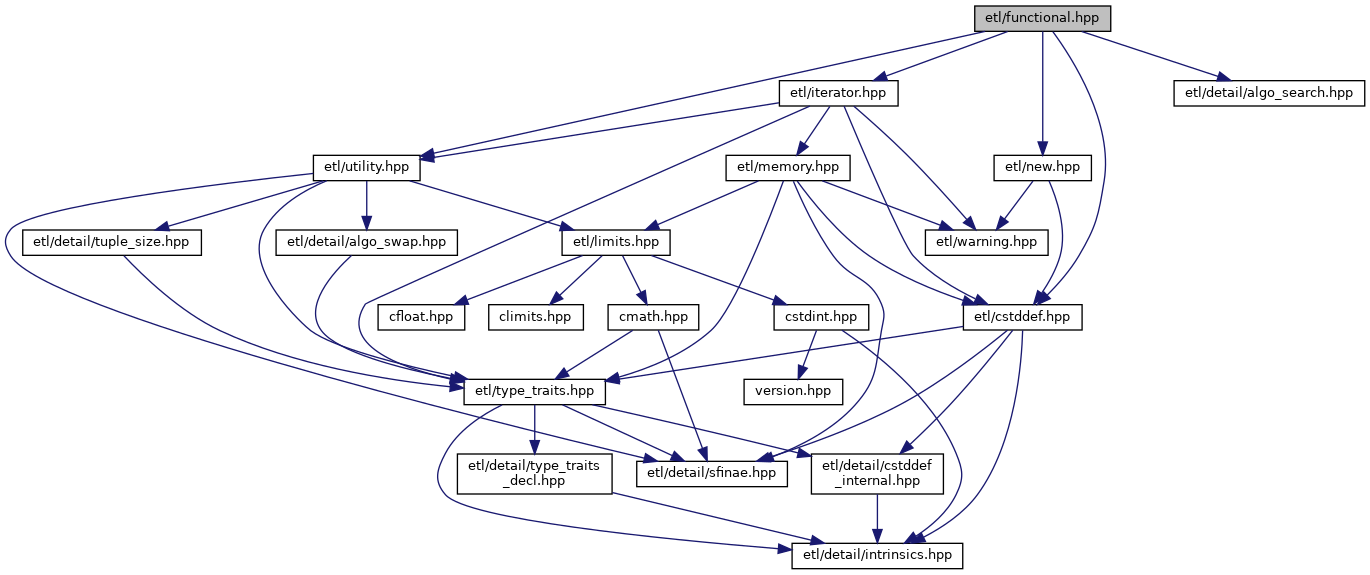 etl/functional.hpp
etl/iterator.hpp
etl/detail/algo_search.hpp
etl/utility.hpp
etl/memory.hpp
etl/new.hpp
etl/detail/tuple_size.hpp
etl/detail/algo_swap.hpp
etl/limits.hpp
etl/warning.hpp
cfloat.hpp
climits.hpp
cmath.hpp
cstdint.hpp
etl/cstddef.hpp
etl/type_traits.hpp
version.hpp
etl/detail/type_traits
_decl.hpp
etl/detail/sfinae.hpp
etl/detail/cstddef
_internal.hpp
etl/detail/intrinsics.hpp